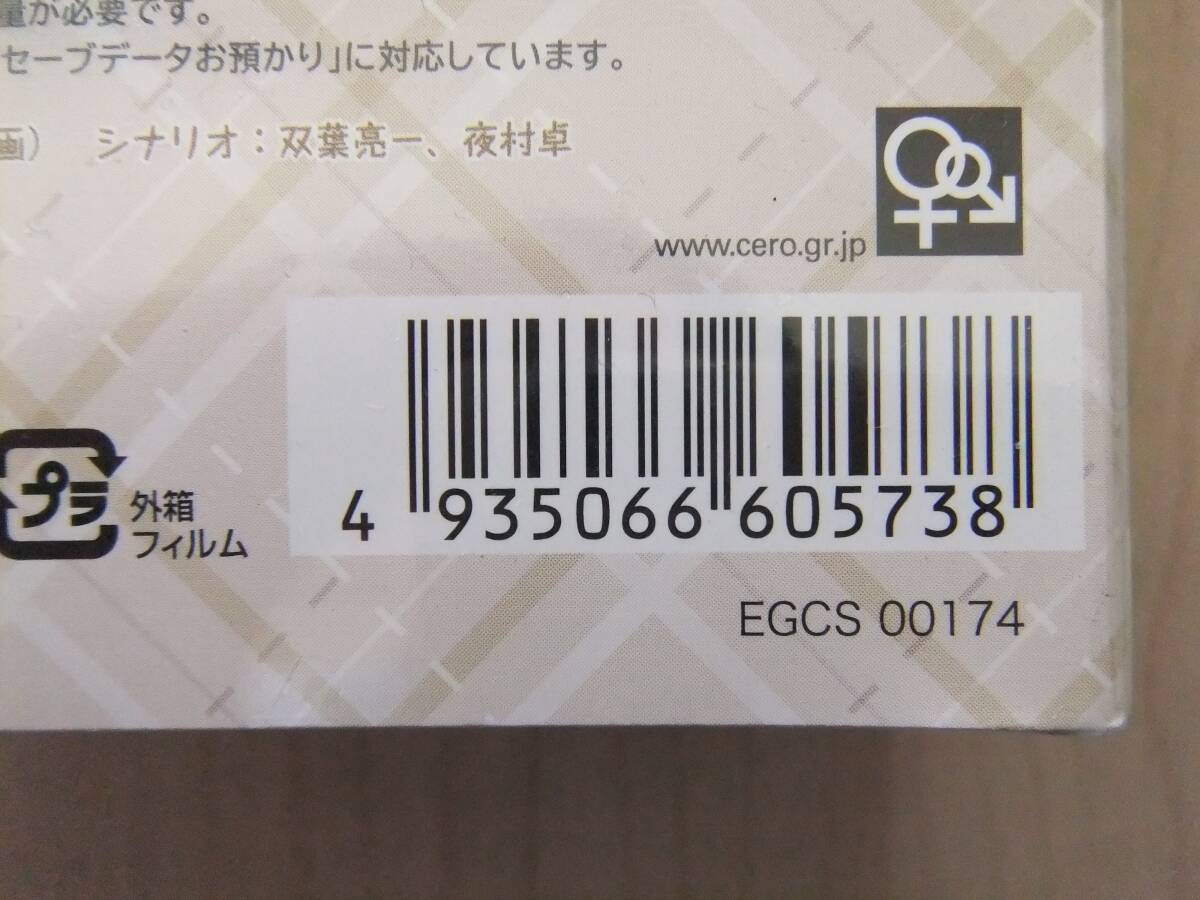 量が必要です。
セーブデータお預かり」に対応しています。
画） シナリオ：双葉亮一、夜村卓
www.cero.gr.jp
プラ
外箱
フィルム
4 935066 605738
EGCS 00174